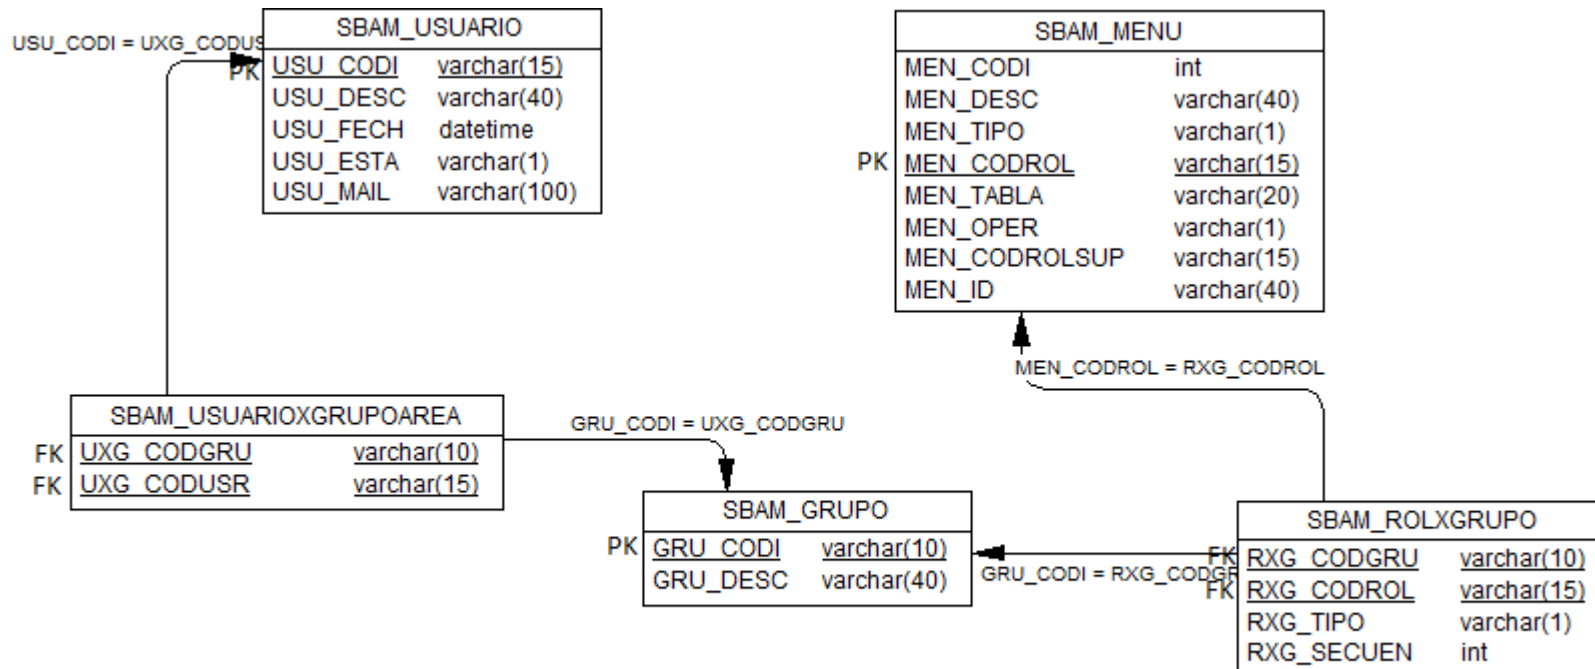 USU_CODI = UXG_CODUS
SBAM_USUARIO
PK USU_CODI varchar(15)
USU_DESC varchar(40)
USU_FECH datetime
USU_ESTA varchar(1)
USU_MAIL varchar(100)
SBAM_MENU
MEN_CODI int
MEN_DESC varchar(40)
MEN_TIPO varchar(1)
PK MEN_CODROL varchar(15)
MEN_TABLA varchar(20)
MEN_OPER varchar(1)
MEN_CODROLSUP varchar(15)
MEN_ID varchar(40)
MEN_CODROL = RXG_CODROL
SBAM_USUARIOXGRUPOAREA
FK UXG_CODGRU varchar(10)
FK UXG_CODUSR varchar(15)
GRU_CODI = UXG_CODGRU
SBAM_GRUPO
PK GRU_CODI varchar(10)
GRU_DESC varchar(40)
GRU_CODI = RXG_CODGR
SBAM_ROLXGRUPO
FK RXG_CODGRU varchar(10)
FK RXG_CODROL varchar(15)
RXG_TIPO varchar(1)
RXG_SECUEN int